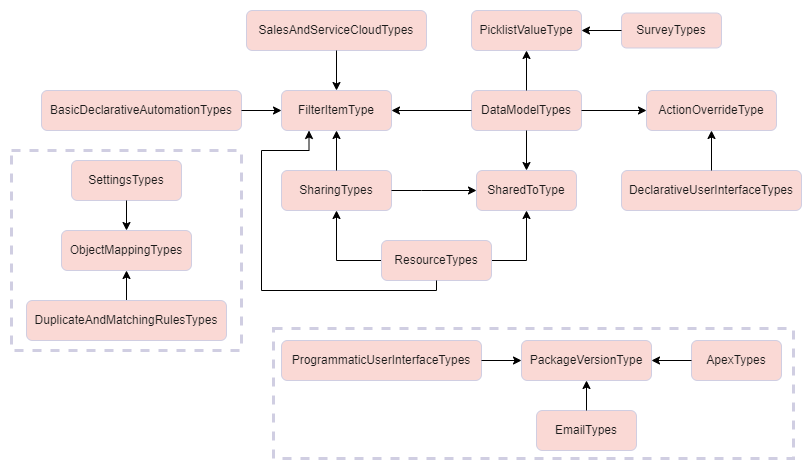 SalesAndServiceCloudTypes
PicklistValueType
SurveyTypes
BasicDeclarativeAutomationTypes
FilterItemType
DataModelTypes
ActionOverrideType
SettingsTypes
SharingTypes
SharedToType
DeclarativeUserInterfaceTypes
ObjectMappingTypes
ResourceTypes
DuplicateAndMatchingRulesTypes
ProgrammaticUserInterfaceTypes
PackageVersionType
ApexTypes
EmailTypes